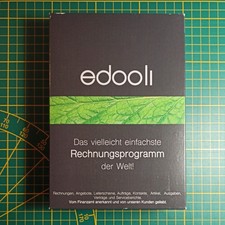 edooli
Das vielleicht einfachste
Rechnungsprogramm
der Welt!
Rechnungen, Angebote, Lieferscheine, Aufträge, Kontakte, Artikel, Ausgaben,
Verträge und Serviceberichte.
Vom Finanzamt anerkannt und von unseren Kunden geliebt.